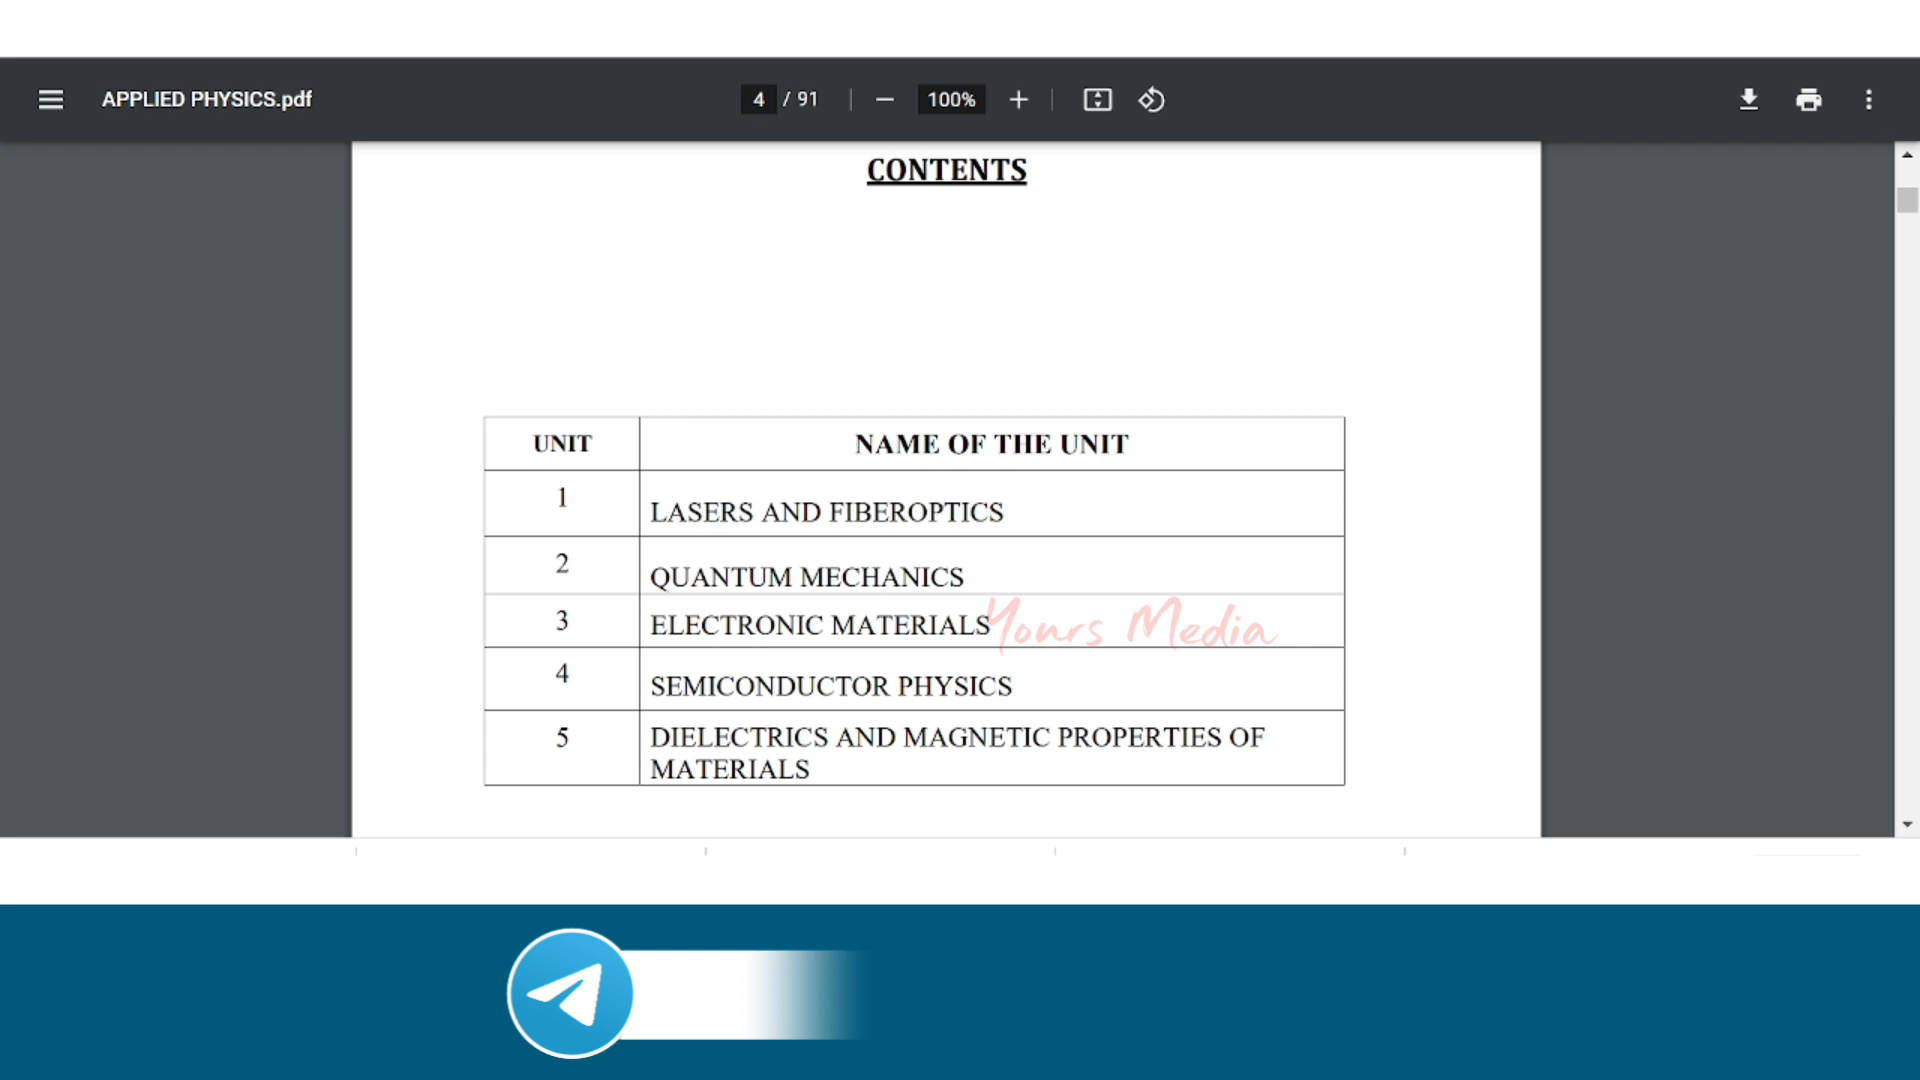 APPLIED PHYSICS.pdf
4 / 91
100%
CONTENTS
UNIT NAME OF THE UNIT
1 LASERS AND FIBEROPTICS
2 QUANTUM MECHANICS
3 ELECTRONIC MATERIALS
Yours Media
4 SEMICONDUCTOR PHYSICS
5 DIELECTRICS AND MAGNETIC PROPERTIES OF
MATERIALS